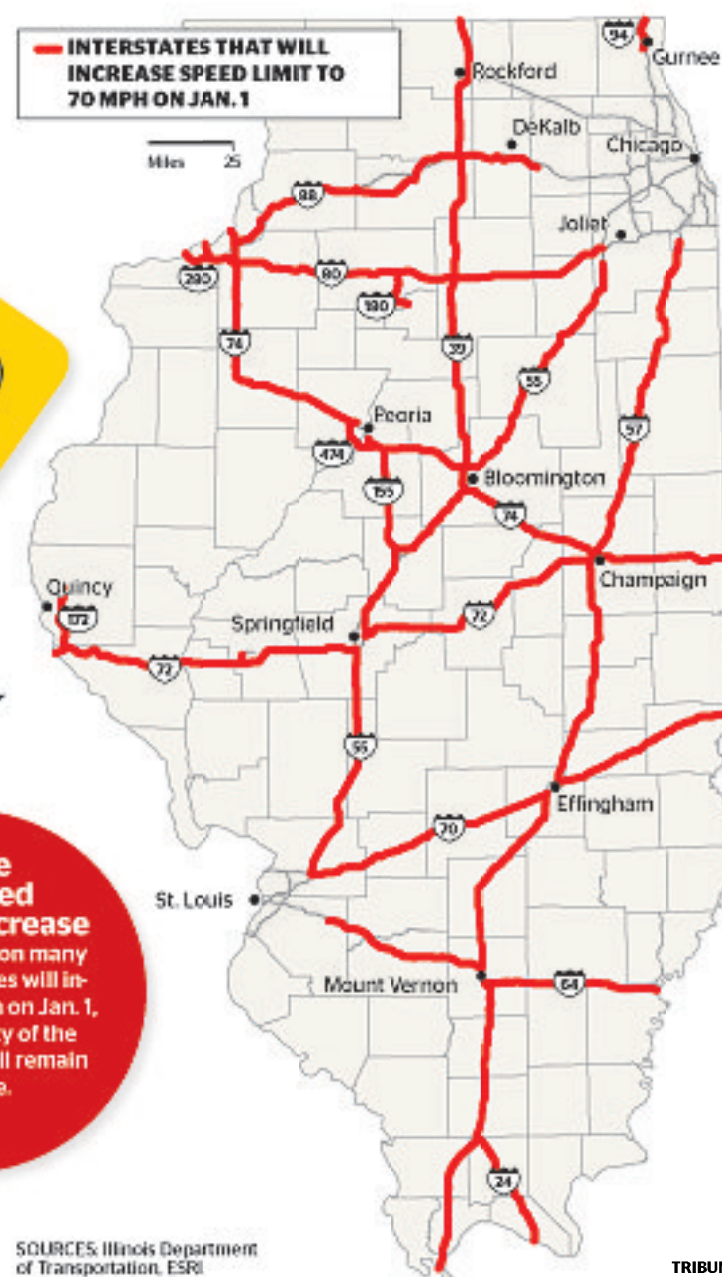 INTERSTATES THAT WILL
INCREASE SPEED LIMIT TO
70 MPH ON JAN. 1
Miles 25
94
Gurnee
Rockford
DeKalb
Chicago
88
Joliet
280
80
180
74
39
55
57
Peoria
474
155
Bloomington
74
Champaign
Quincy
172
Springfield
72
72
55
Effingham
70
St. Louis
Mount Vernon
64
24
e
ed
crease
on many
es will in-
on Jan. 1,
ty of the
ll remain
e.
SOURCES: Illinois Department
of Transportation, ESRI
TRIBU